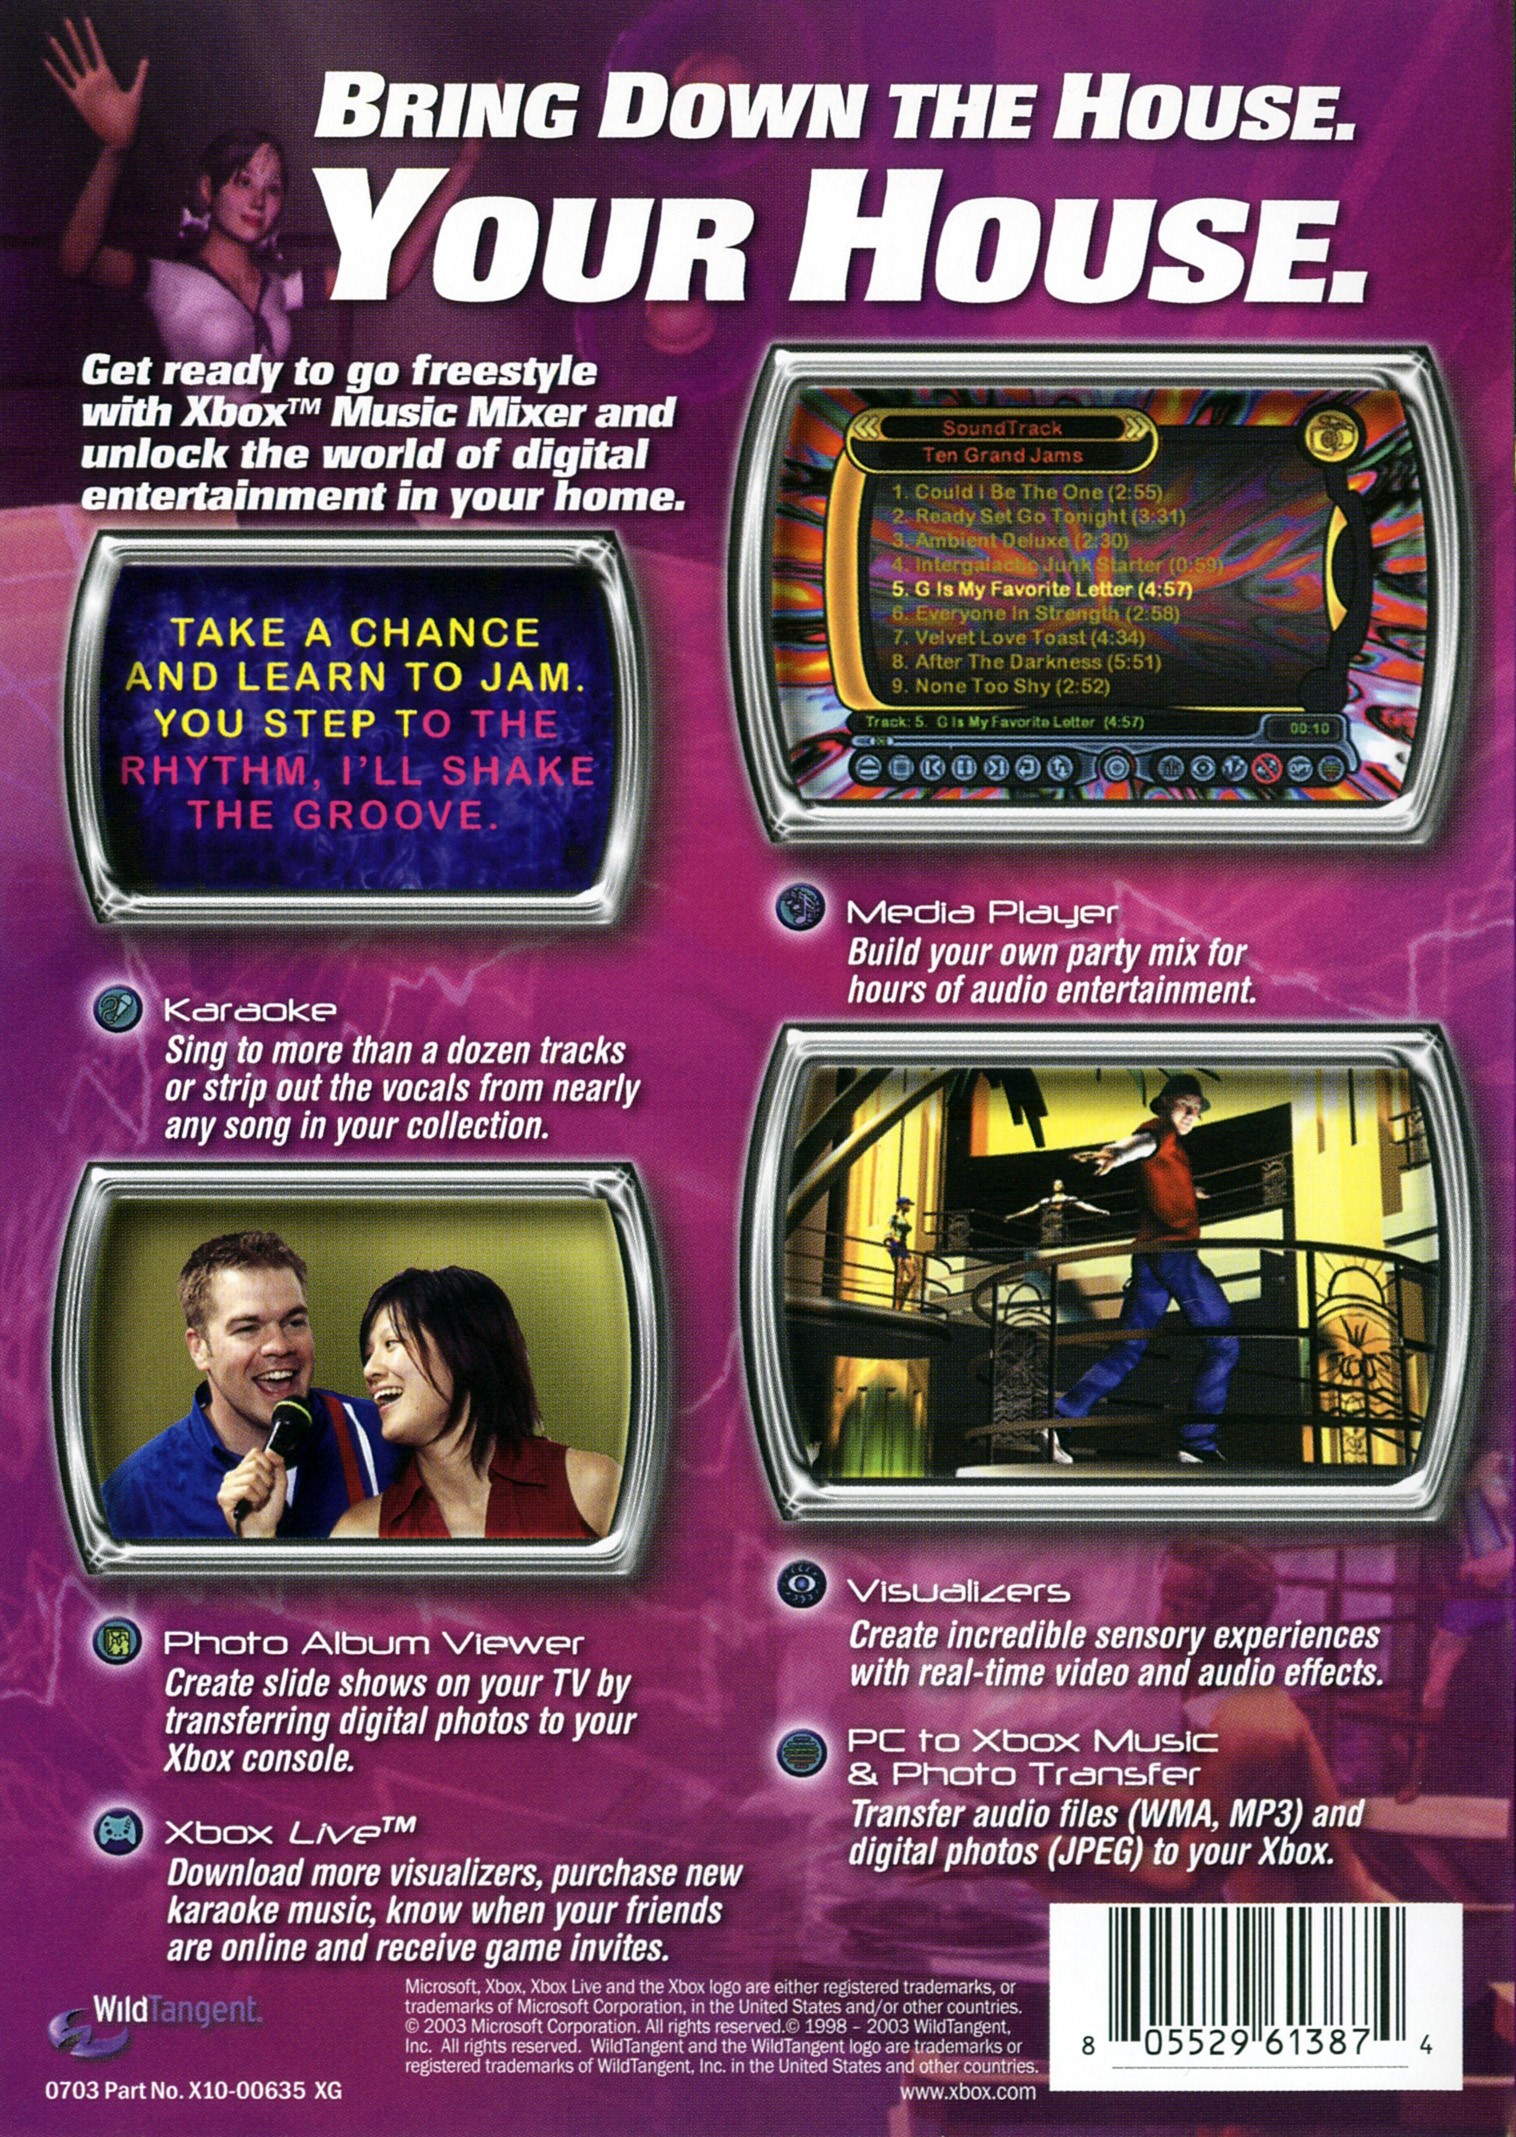 BRING DOWN THE HOUSE.
YOUR HOUSE.
Get ready to go freestyle
with Xbox™ Music Mixer and
unlock the world of digital
entertainment in your home.
TAKE A CHANCE
AND LEARN TO JAM.
YOU STEP TO THE
RHYTHM, I'LL SHAKE
THE GROOVE.
Karaoke
Sing to more than a dozen tracks
or strip out the vocals from nearly
any song in your collection.
Photo Album Viewer
Create slide shows on your TV by
transferring digital photos to your
Xbox console.
Xbox Live™
Download more visualizers, purchase new
karaoke music, know when your friends
are online and receive game invites.
SoundTrack
Ten Grand Jams
1. Could I Be The One (2:55)
2. Ready Set Go Tonight (3:31)
3. Ambient Deluxe (2:30)
4. Intergalactic Junk Starter (0:59)
5. G Is My Favorite Letter (4:57)
6. Everyone In Strength (2:58)
7. Velvet Love Toast (4:34)
8. After The Darkness (5:51)
9. None Too Shy (2:52)
Track: 5. G Is My Favorite Letter (4:57) 00:10
OPT
Media Player
Build your own party mix for
hours of audio entertainment.
Visualizers
Create incredible sensory experiences
with real-time video and audio effects.
PC to Xbox Music
& Photo Transfer
Transfer audio files (WMA, MP3) and
digital photos (JPEG) to your Xbox.
WildTangent.
0703 Part No. X10-00635 XG
Microsoft, Xbox, Xbox Live and the Xbox logo are either registered trademarks, or
trademarks of Microsoft Corporation, in the United States and/or other countries.
© 2003 Microsoft Corporation. All rights reserved.© 1998 – 2003 WildTangent,
Inc. All rights reserved. WildTangent and the WildTangent logo are trademarks or
registered trademarks of WildTangent, Inc. in the United States and other countries.
www.xbox.com
8 05529 61387 4